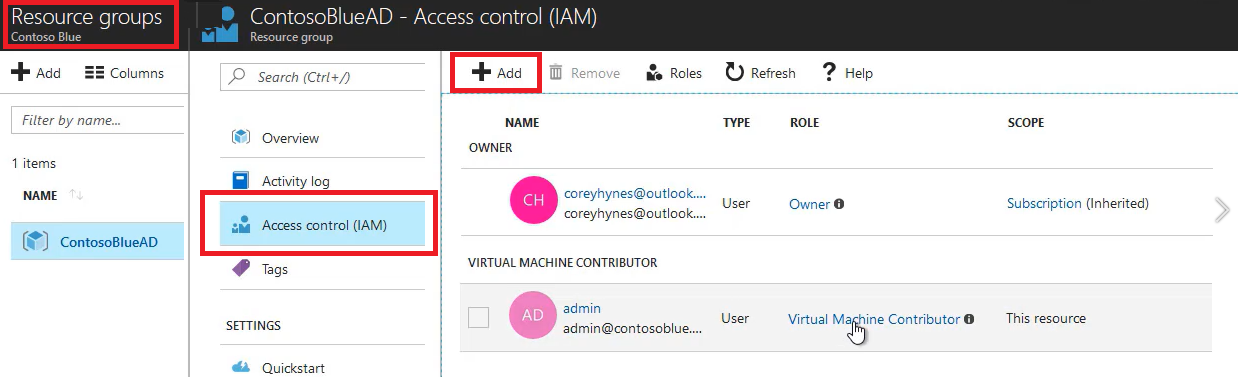 Resource groups
Contoso Blue
Add Columns
Filter by name...
1 items
NAME
ContosoBlueAD
ContosoBlueAD - Access control (IAM)
Resource group
Search (Ctrl+/)
Overview
Activity log
Access control (IAM)
Tags
SETTINGS
Quickstart
Add Remove Roles Refresh Help
NAME TYPE ROLE SCOPE
OWNER
CH coreyhynes@outlook....
coreyhynes@outlook.... User Owner Subscription (Inherited)
VIRTUAL MACHINE CONTRIBUTOR
AD admin
admin@contosoblue.... User Virtual Machine Contributor This resource